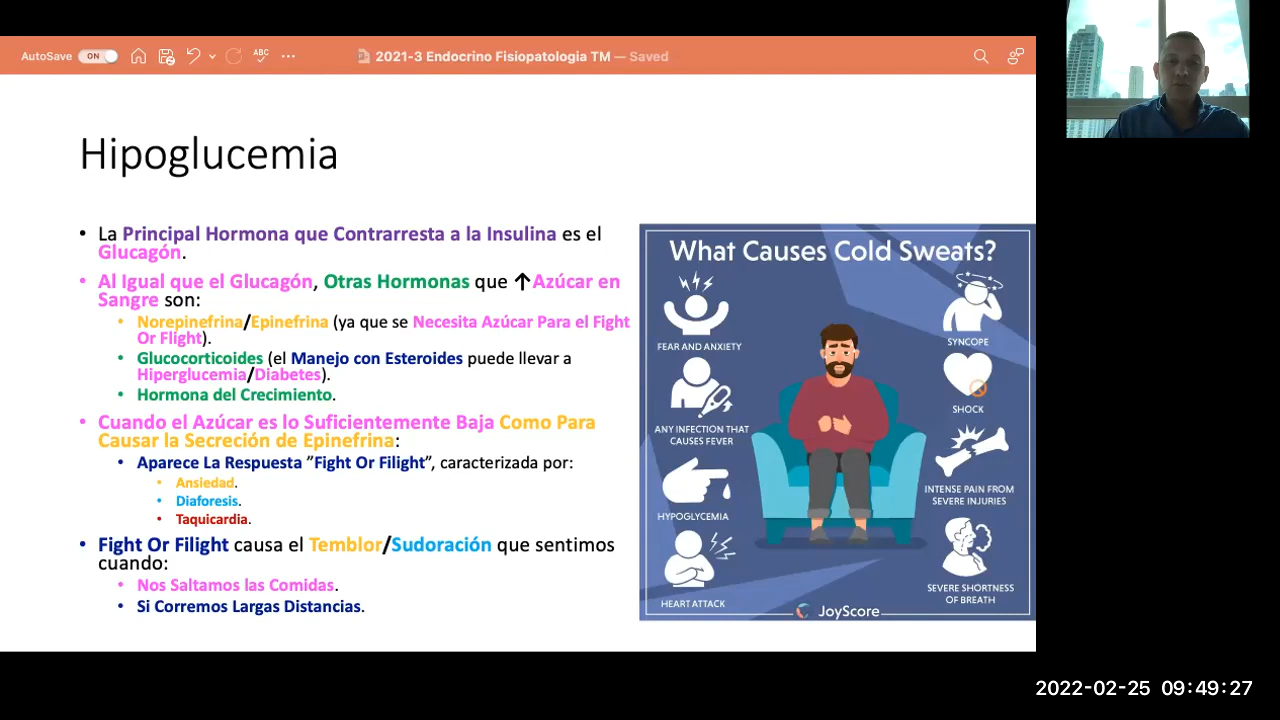 AutoSave ON ABC 2021-3 Endocrino Fisiopatologia TM — Saved
Hipoglucemia
• La Principal Hormona que Contrarresta a la Insulina es el
Glucagón.
• Al Igual que el Glucagón, Otras Hormonas que ↑Azúcar en
Sangre son:
• Norepinefrina/Epinefrina (ya que se Necesita Azúcar Para el Fight
Or Flight).
• Glucocorticoides (el Manejo con Esteroides puede llevar a
Hiperglucemia/Diabetes).
• Hormona del Crecimiento.
• Cuando el Azúcar es lo Suficientemente Baja Como Para
Causar la Secreción de Epinefrina:
• Aparece La Respuesta ”Fight Or Filight”, caracterizada por:
• Ansiedad.
• Diaforesis.
• Taquicardia.
• Fight Or Filight causa el Temblor/Sudoración que sentimos
cuando:
• Nos Saltamos las Comidas.
• Si Corremos Largas Distancias.
What Causes Cold Sweats?
FEAR AND ANXIETY
ANY INFECTION THAT
CAUSES FEVER
HYPOGLYCEMIA
HEART ATTACK
SYNCOPE
SHOCK
INTENSE PAIN FROM
SEVERE INJURIES
SEVERE SHORTNESS
OF BREATH
JoyScore
2022-02-25 09:49:27